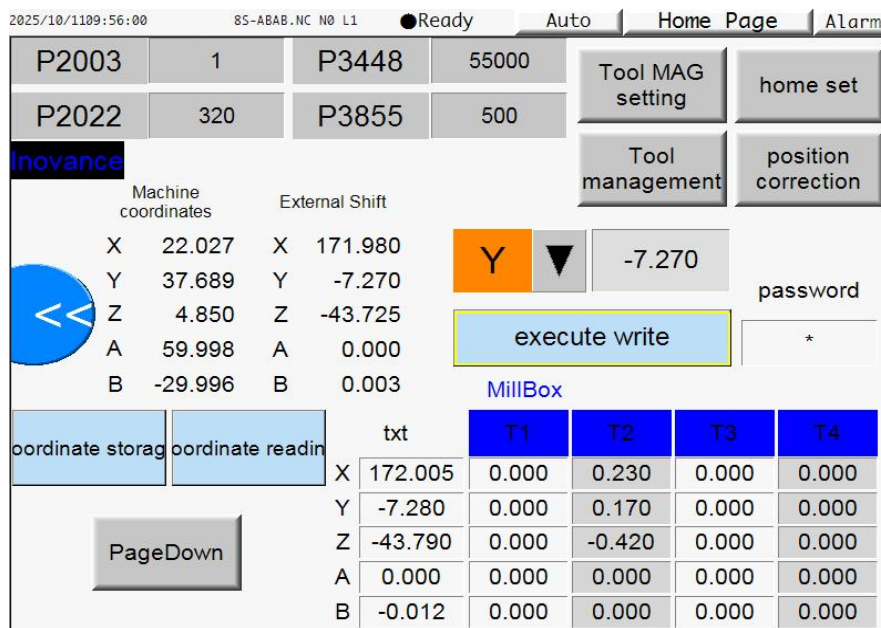 2025/10/1109:56:00 8S-ABAB.NC N0 L1 ●Ready Auto Home Page Alarm
P2003 1 P3448 55000 Tool MAG setting home set
P2022 320 P3855 500
Inovance Tool management position correction
Machine coordinates External Shift
X 22.027 X 171.980 Y ▼ -7.270
Y 37.689 Y -7.270
<< Z 4.850 Z -43.725 password
A 59.998 A 0.000 execute write *
B -29.996 B 0.003 MillBox
oordinate storag oordinate readin txt T1 T2 T3 T4
X 172.005 0.000 0.230 0.000 0.000
Y -7.280 0.000 0.170 0.000 0.000
PageDown Z -43.790 0.000 -0.420 0.000 0.000
A 0.000 0.000 0.000 0.000 0.000
B -0.012 0.000 0.000 0.000 0.000